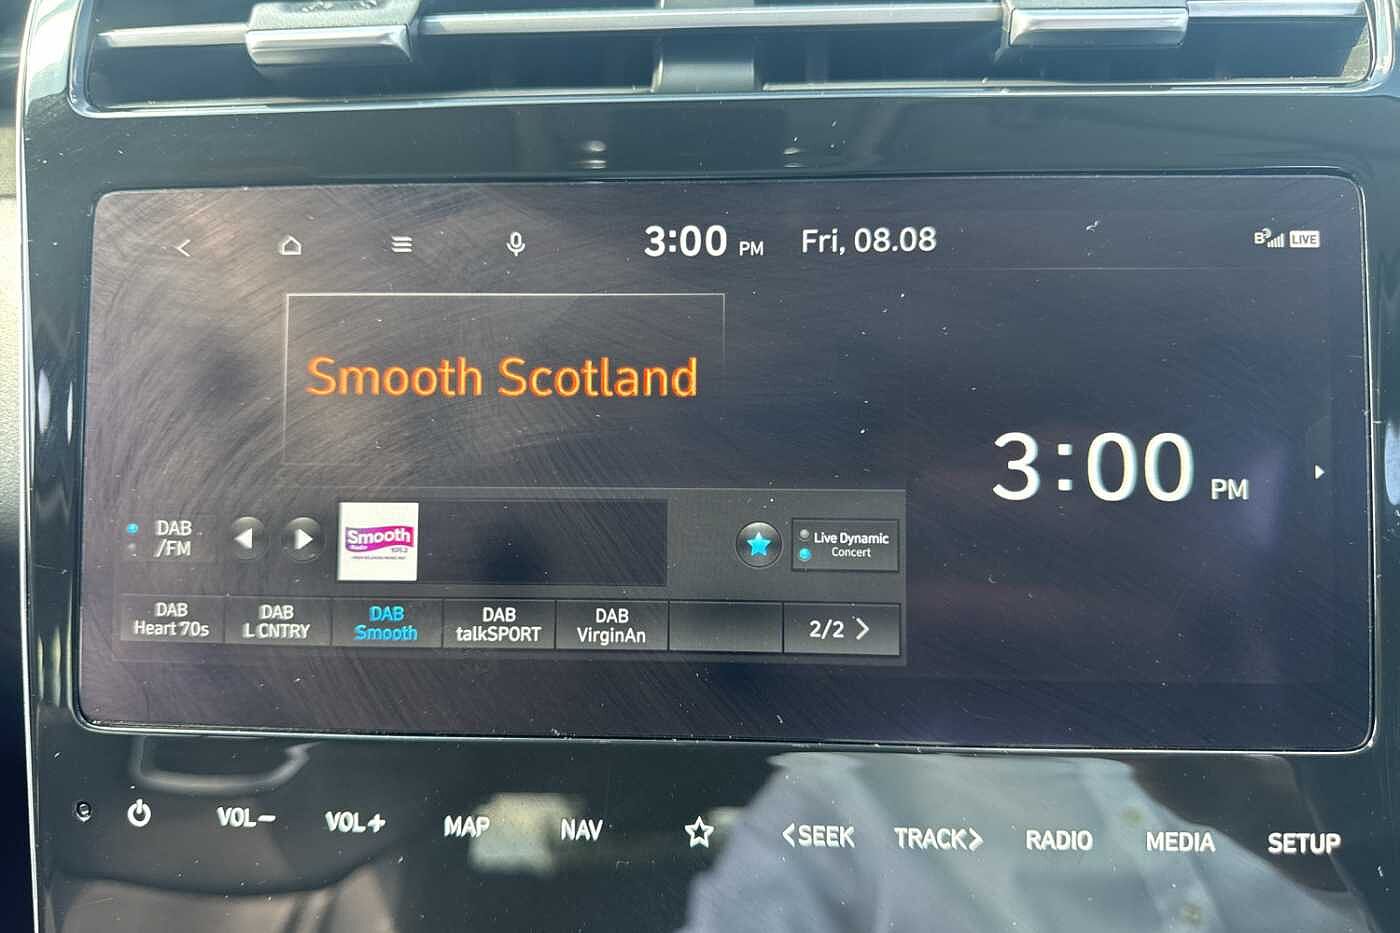 3:00 PM Fri, 08.08
LIVE
Smooth Scotland
3:00 PM
DAB
/FM
Smooth
Radio
Live Dynamic
Concert
DAB
Heart 70s
DAB
L CNTRY
DAB
Smooth
DAB
talkSPORT
DAB
VirginAn
2/2 >
VOL−
VOL+
MAP
NAV
<SEEK
TRACK>
RADIO
MEDIA
SETUP